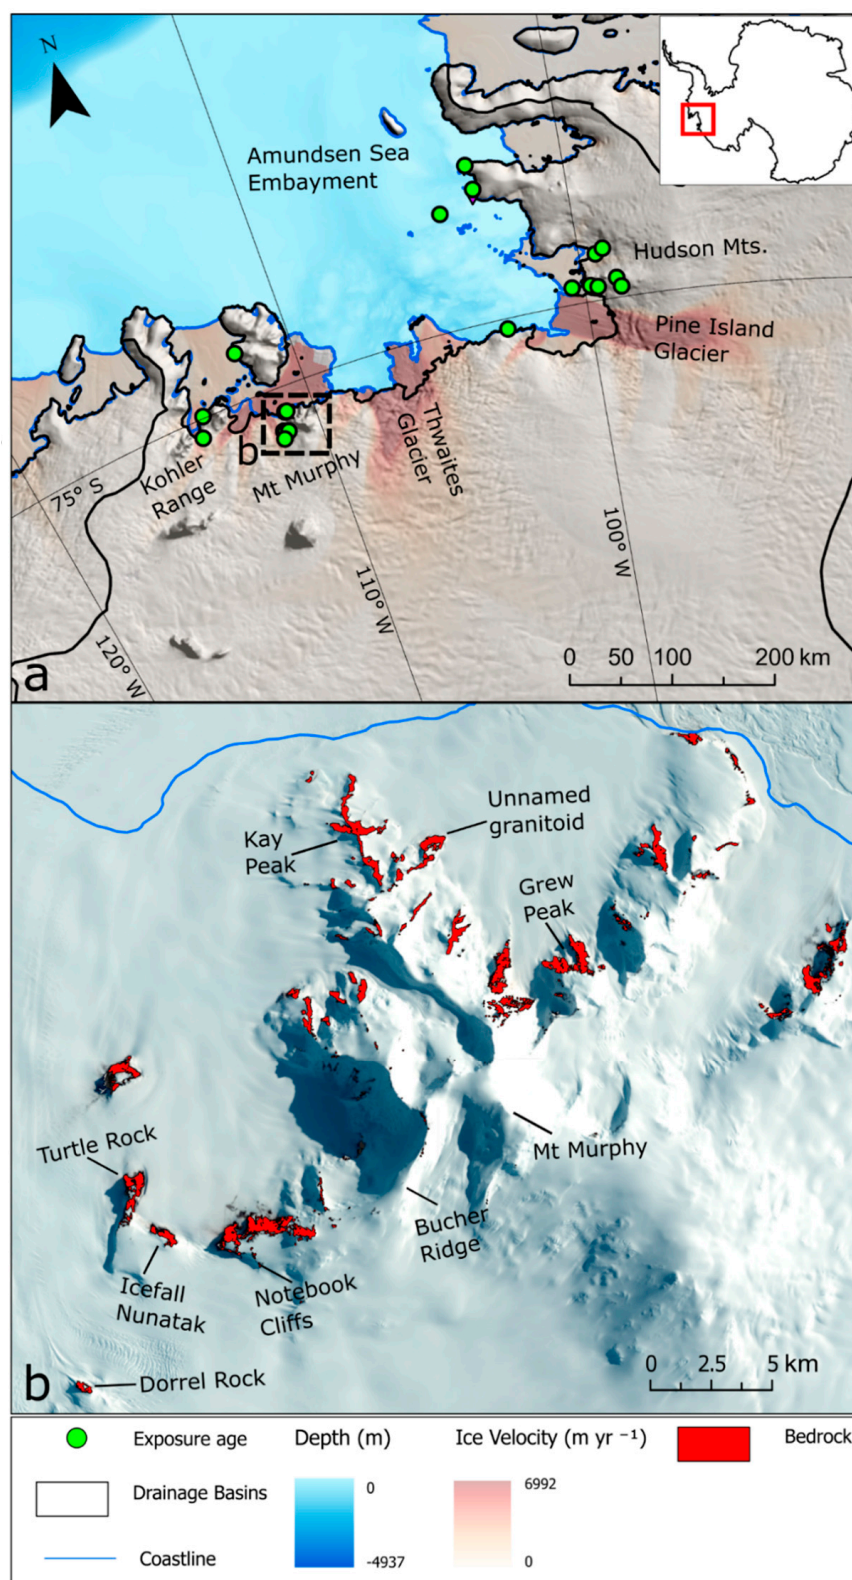 N
Amundsen Sea
Embayment
Hudson Mts.
Pine Island
Glacier
Thwaites
Glacier
b
Kohler
Range
Mt Murphy
75° S
100° W
110° W
120° W
a
0 50 100 200 km
Unnamed
granitoid
Kay
Peak
Grew
Peak
Turtle Rock
Mt Murphy
Bucher
Ridge
Icefall
Nunatak
Notebook
Cliffs
Dorrel Rock
b
0 2.5 5 km
Exposure age
Drainage Basins
Coastline
Depth (m)
0
-4937
Ice Velocity (m yr ⁻¹)
6992
0
Bedrock